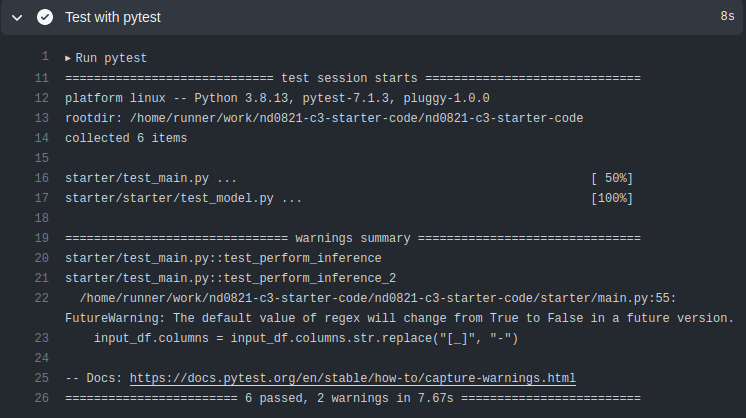 Test with pytest 8s
1 Run pytest
11 ============================= test session starts ==============================
12 platform linux -- Python 3.8.13, pytest-7.1.3, pluggy-1.0.0
13 rootdir: /home/runner/work/nd0821-c3-starter-code/nd0821-c3-starter-code
14 collected 6 items
15
16 starter/test_main.py ... [ 50%]
17 starter/starter/test_model.py ... [100%]
18
19 =============================== warnings summary ===============================
20 starter/test_main.py::test_perform_inference
21 starter/test_main.py::test_perform_inference_2
22 /home/runner/work/nd0821-c3-starter-code/nd0821-c3-starter-code/starter/main.py:55:
FutureWarning: The default value of regex will change from True to False in a future version.
23 input_df.columns = input_df.columns.str.replace("[_]", "-")
24
25 -- Docs: https://docs.pytest.org/en/stable/how-to/capture-warnings.html
26 ======================== 6 passed, 2 warnings in 7.67s =========================